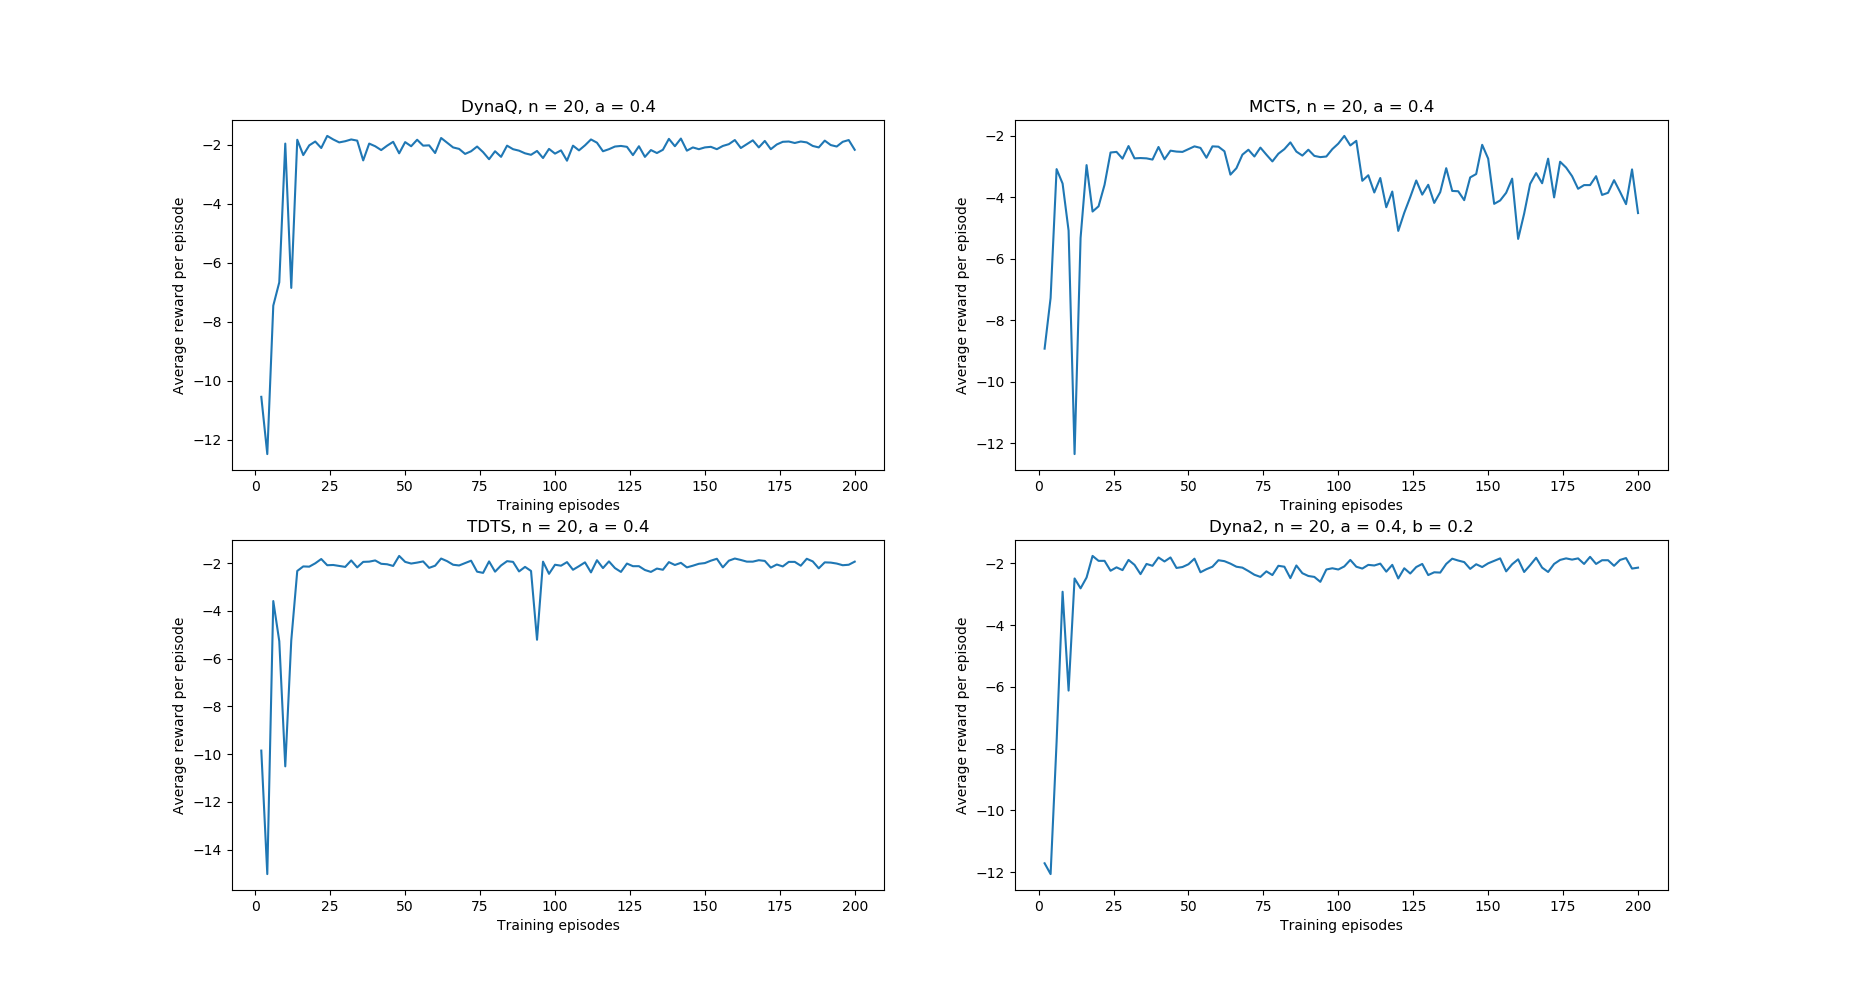 DynaQ, n = 20, a = 0.4
Average reward per episode
−2
−4
−6
−8
−10
−12
0 25 50 75 100 125 150 175 200
Training episodes
MCTS, n = 20, a = 0.4
Average reward per episode
−2
−4
−6
−8
−10
−12
0 25 50 75 100 125 150 175 200
Training episodes
TDTS, n = 20, a = 0.4
Average reward per episode
−2
−4
−6
−8
−10
−12
−14
0 25 50 75 100 125 150 175 200
Training episodes
Dyna2, n = 20, a = 0.4, b = 0.2
Average reward per episode
−2
−4
−6
−8
−10
−12
0 25 50 75 100 125 150 175 200
Training episodes